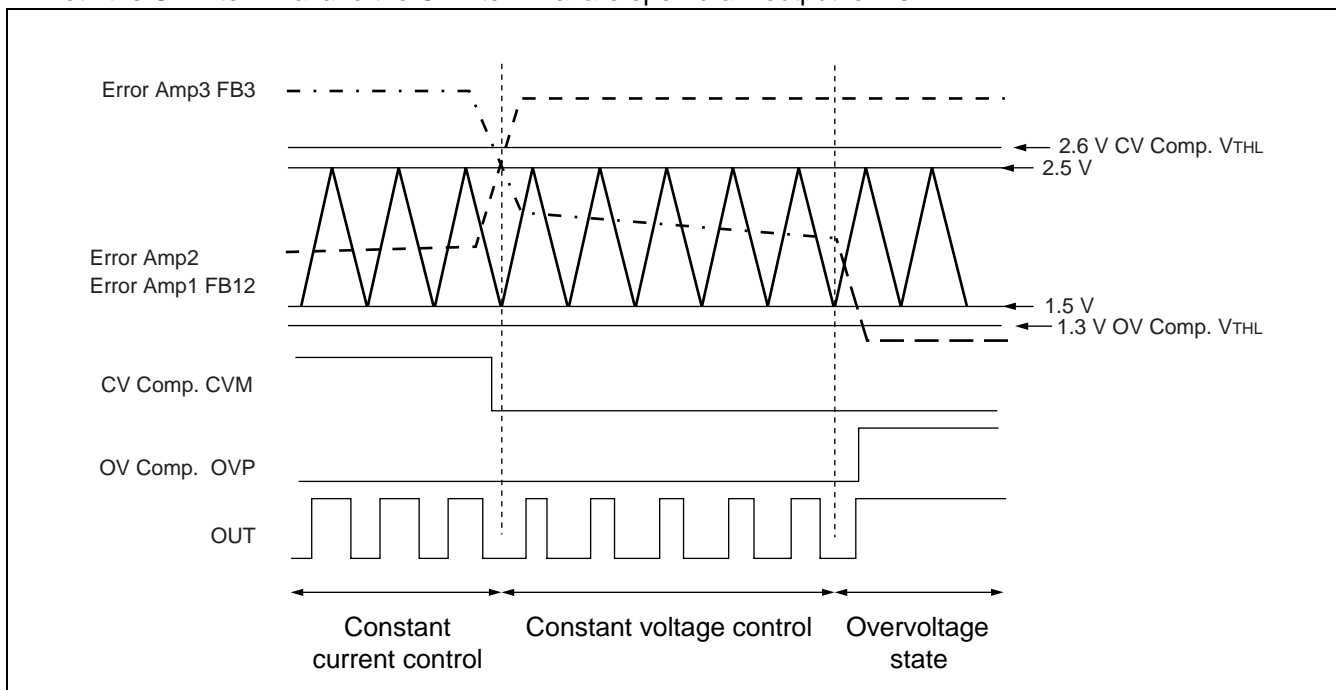 Error Amp3 FB3
2.6 V CV Comp. VTHL
2.5 V
Error Amp2
Error Amp1 FB12
1.5 V
1.3 V OV Comp. VTHL
CV Comp. CVM
OV Comp. OVP
OUT
Constant
current control
Constant voltage control
Overvoltage
state